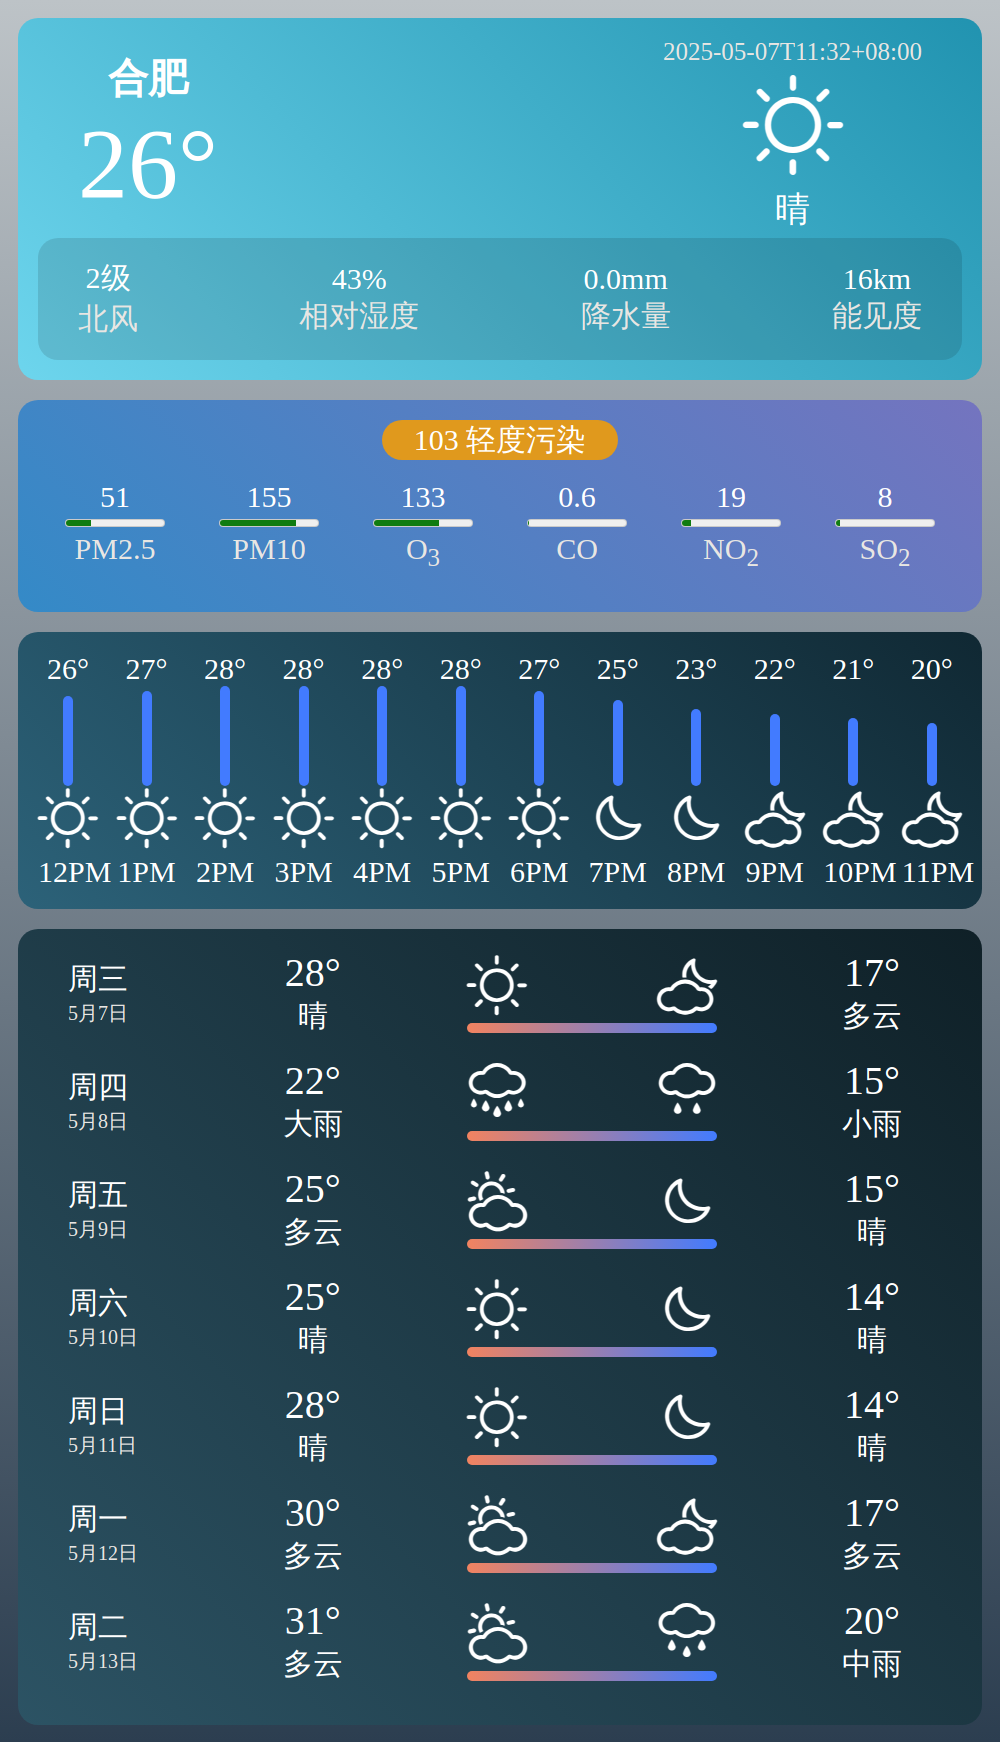 合肥
26°
2025-05-07T11:32+08:00
晴
2级 43% 0.0mm 16km
北风 相对湿度 降水量 能见度
103 轻度污染
51 155 133 0.6 19 8
PM2.5 PM10 O3 CO NO2 SO2
26° 27° 28° 28° 28° 28° 27° 25° 23° 22° 21° 20°
12PM 1PM 2PM 3PM 4PM 5PM 6PM 7PM 8PM 9PM 10PM 11PM
周三 28° 17°
5月7日 晴 多云
周四 22° 15°
5月8日 大雨 小雨
周五 25° 15°
5月9日 多云 晴
周六 25° 14°
5月10日 晴 晴
周日 28° 14°
5月11日 晴 晴
周一 30° 17°
5月12日 多云 多云
周二 31° 20°
5月13日 多云 中雨